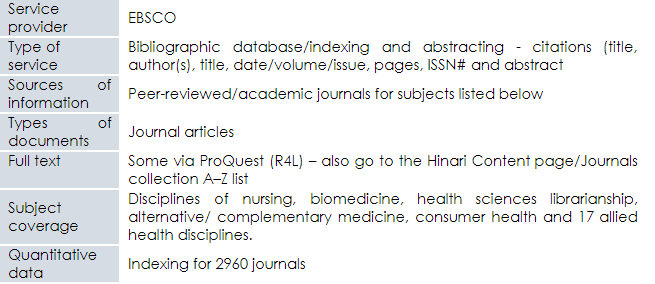 Service provider
EBSCO
Type of service
Bibliographic database/indexing and abstracting - citations (title,
author(s), title, date/volume/issue, pages, ISSN# and abstract
Sources of information
Peer-reviewed/academic journals for subjects listed below
Types of documents
Journal articles
Full text
Some via ProQuest (R4L) – also go to the Hinari Content page/Journals
collection A–Z list
Subject coverage
Disciplines of nursing, biomedicine, health sciences librarianship,
alternative/ complementary medicine, consumer health and 17 allied
health disciplines.
Quantitative data
Indexing for 2960 journals